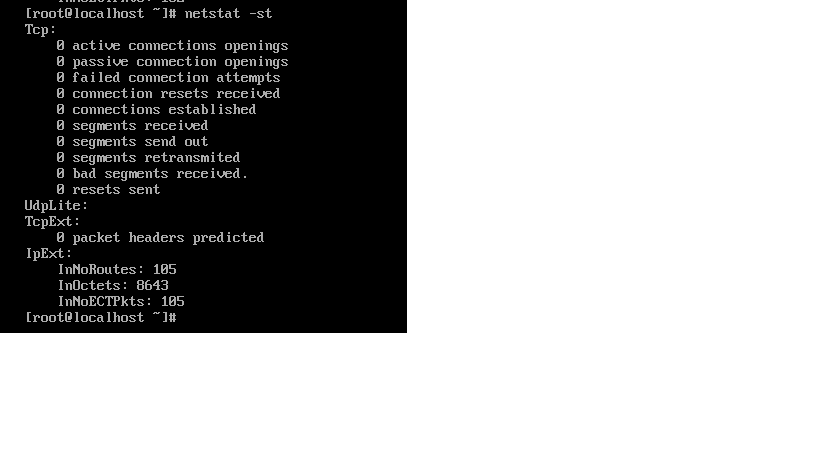 [root@localhost ~]# netstat -st
Tcp:
    0 active connections openings
    0 passive connection openings
    0 failed connection attempts
    0 connection resets received
    0 connections established
    0 segments received
    0 segments send out
    0 segments retransmited
    0 bad segments received.
    0 resets sent
UdpLite:
TcpExt:
    0 packet headers predicted
IpExt:
    InNoRoutes: 105
    InOctets: 8643
    InNoECTPkts: 105
[root@localhost ~]#